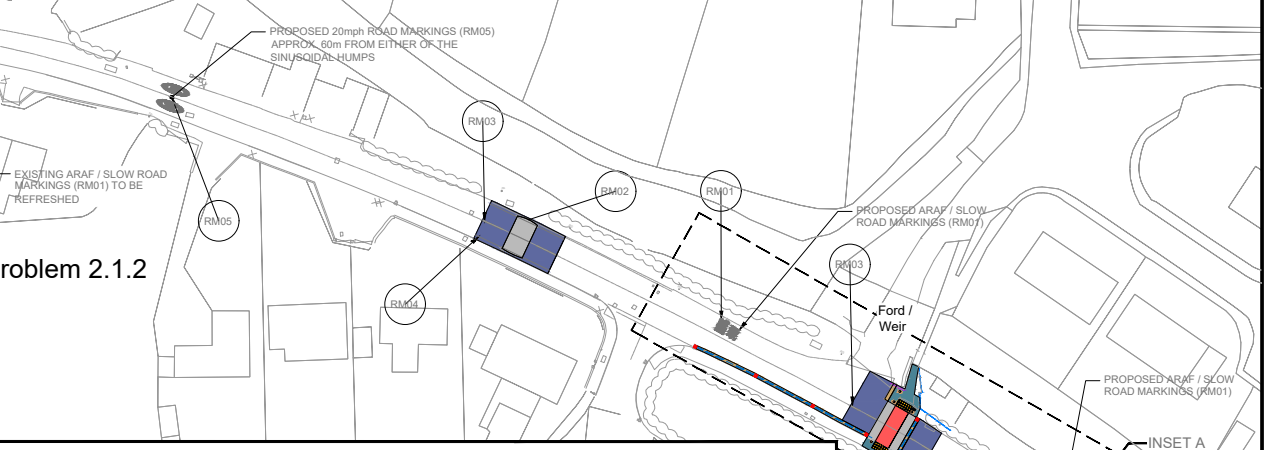 PROPOSED 20mph ROAD MARKINGS (RM05)
APPROX. 60m FROM EITHER OF THE
SINUSOIDAL HUMPS
RM03
RM02
RM01
EXISTING ARAF / SLOW ROAD
MARKINGS (RM01) TO BE
REFRESHED
RM05
PROPOSED ARAF / SLOW
ROAD MARKINGS (RM01)
roblem 2.1.2
RM03
RM04
Ford /
Weir
PROPOSED ARAF / SLOW
ROAD MARKINGS (RM01)
INSET A